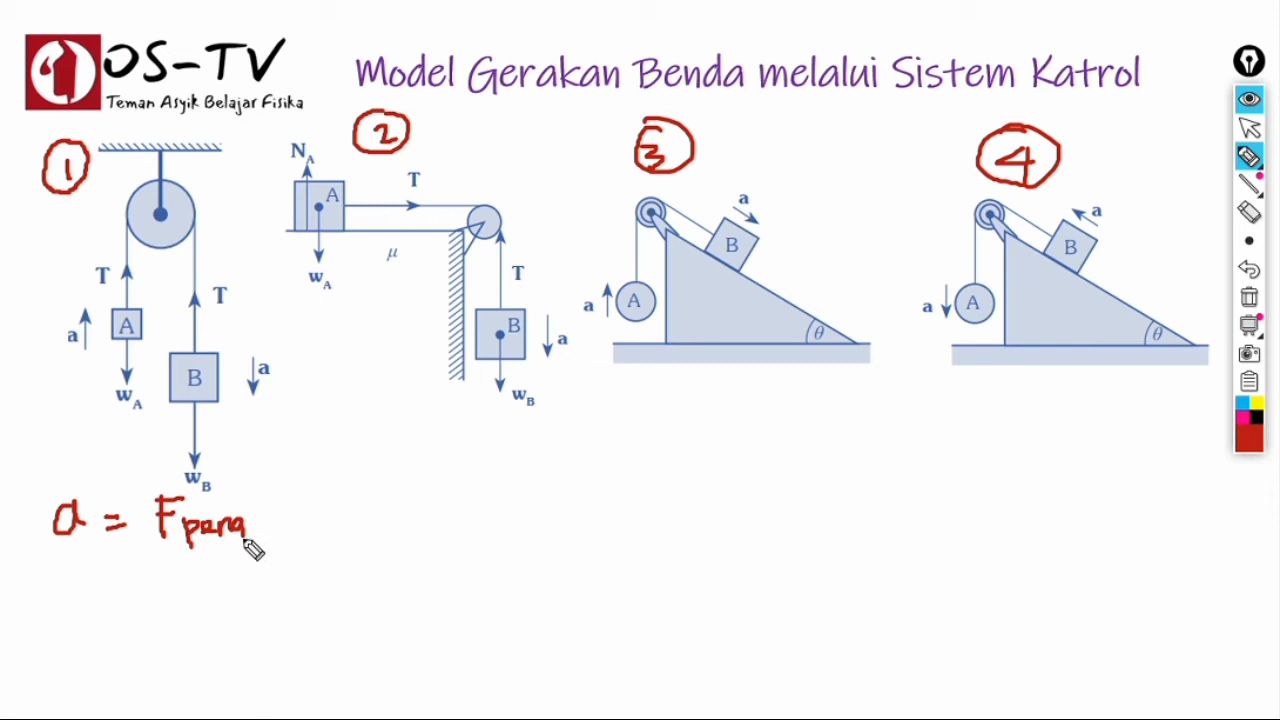 OS-TV
Teman Asyik Belajar Fisika
Model Gerakan Benda melalui Sistem Katrol
1
2
3
4
T
T
a
A
w_A
B
a
w_B
N_A
A
T
w_A
μ
T
B
a
w_B
a
B
a
A
θ
a
B
a
A
θ
a = Fpeng